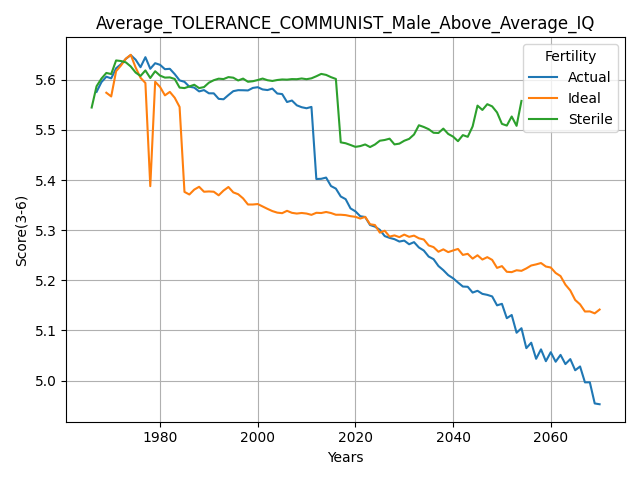 Average_TOLERANCE_COMMUNIST_Male_Above_Average_IQ
Fertility
Actual
Ideal
Sterile
Score(3-6)
5.6
5.5
5.4
5.3
5.2
5.1
5.0
1980 2000 2020 2040 2060
Years